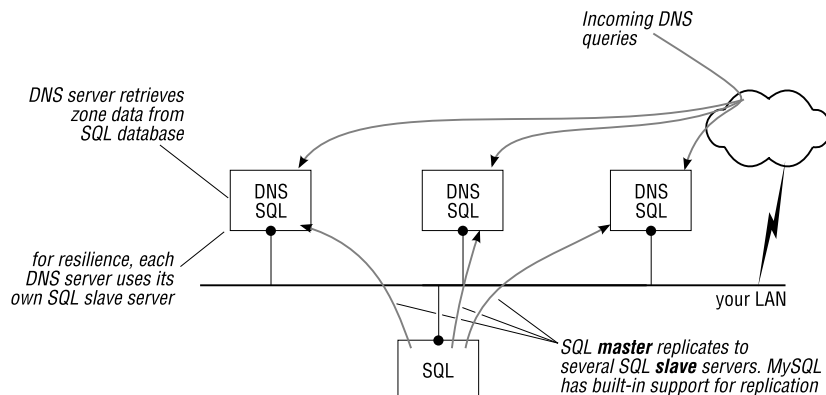 Incoming DNS
queries
DNS server retrieves
zone data from
SQL database
DNS
SQL
DNS
SQL
DNS
SQL
for resilience, each
DNS server uses its
own SQL slave server
your LAN
SQL
SQL master replicates to
several SQL slave servers. MySQL
has built-in support for replication